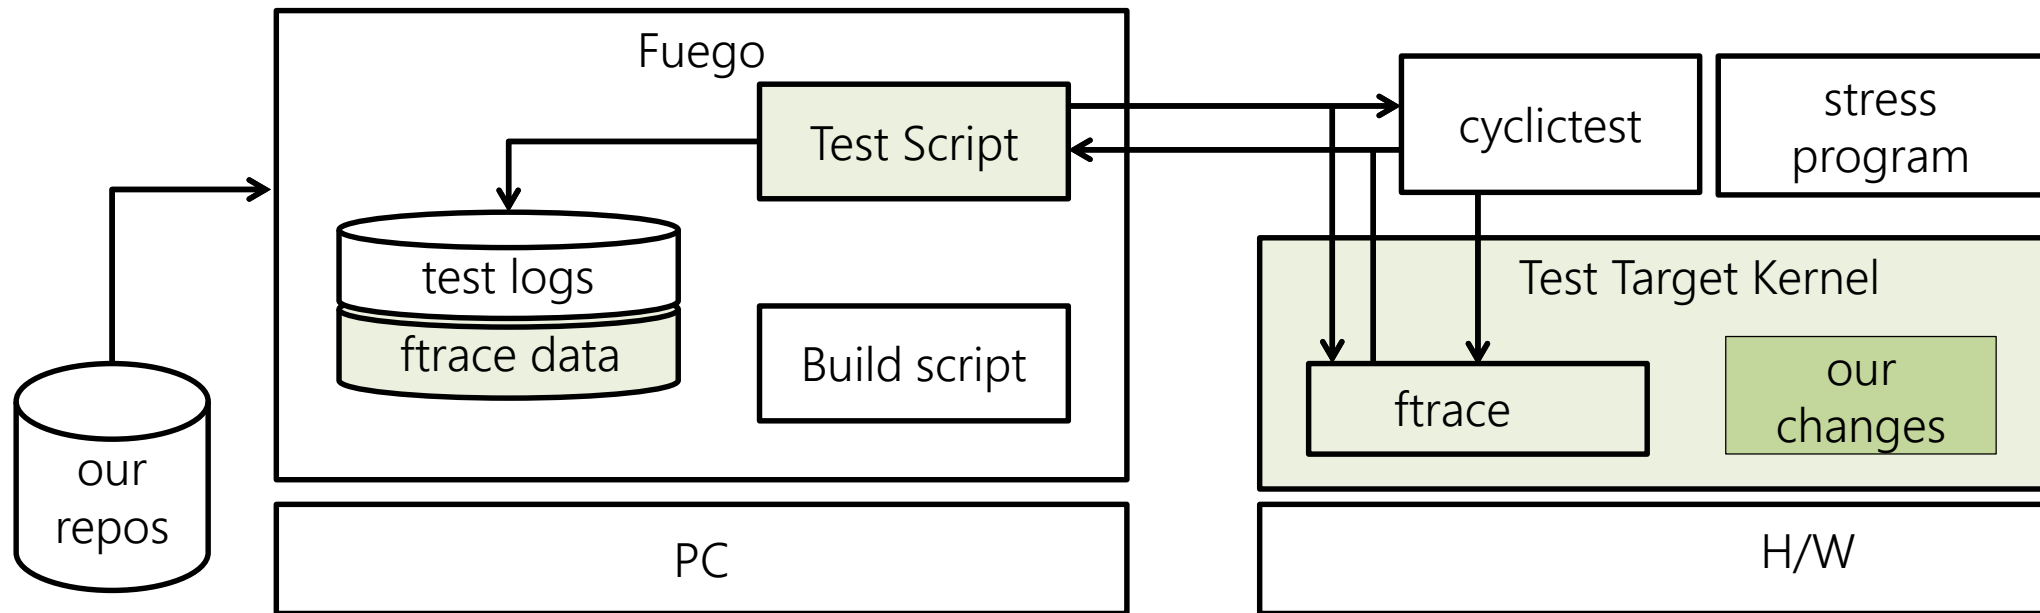 Fuego
Test Script
test logs
ftrace data
Build script
our
repos
PC
cyclictest
stress
program
Test Target Kernel
ftrace
our
changes
H/W